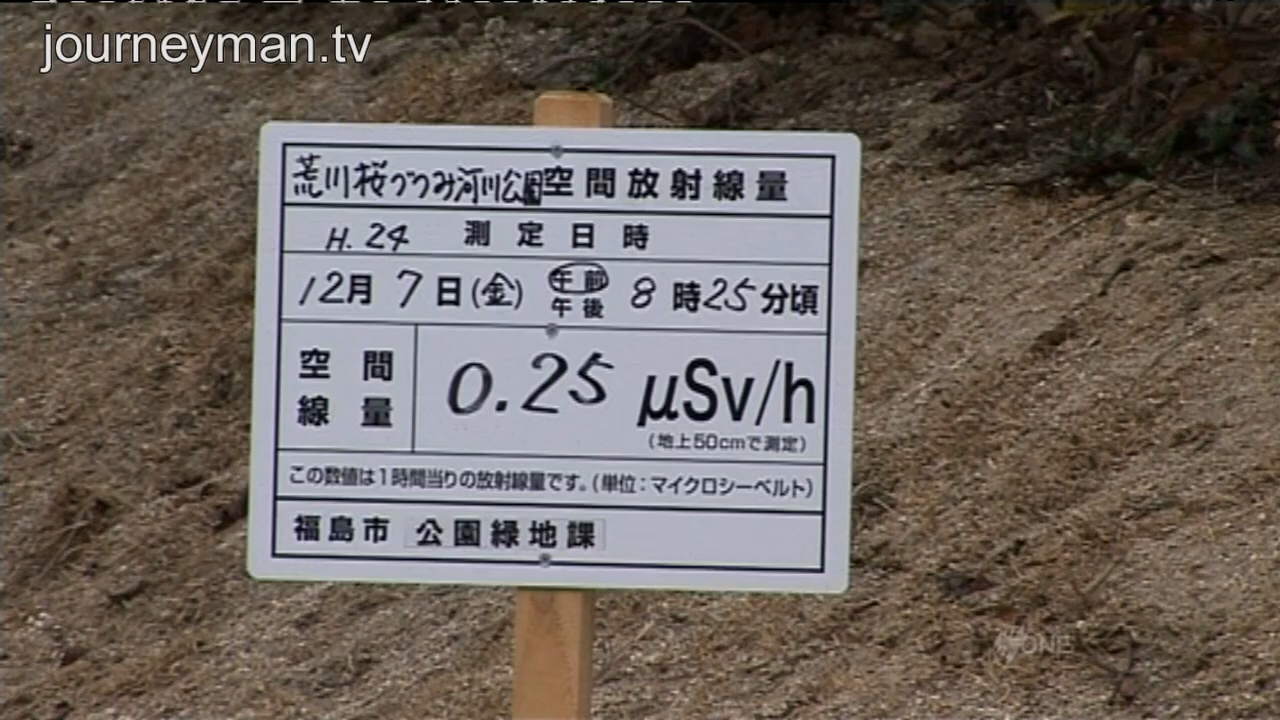 journeyman.tv
荒川桜づつみ河川公園空間放射線量
H.24 測定日時
12月7日(金) 午前 午後 8時25分頃
空間線量 0.25 μSv/h
(地上50cmで測定)
この数値は1時間当りの放射線量です。(単位:マイクロシーベルト)
福島市 公園緑地課
ONE